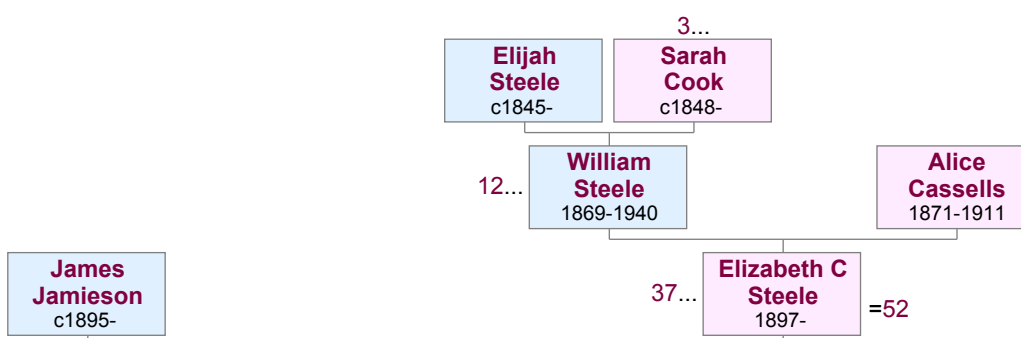 3...
Elijah
Steele
c1845-
Sarah
Cook
c1848-
12...
William
Steele
1869-1940
Alice
Cassells
1871-1911
James
Jamieson
c1895-
37...
Elizabeth C
Steele
1897-
=52